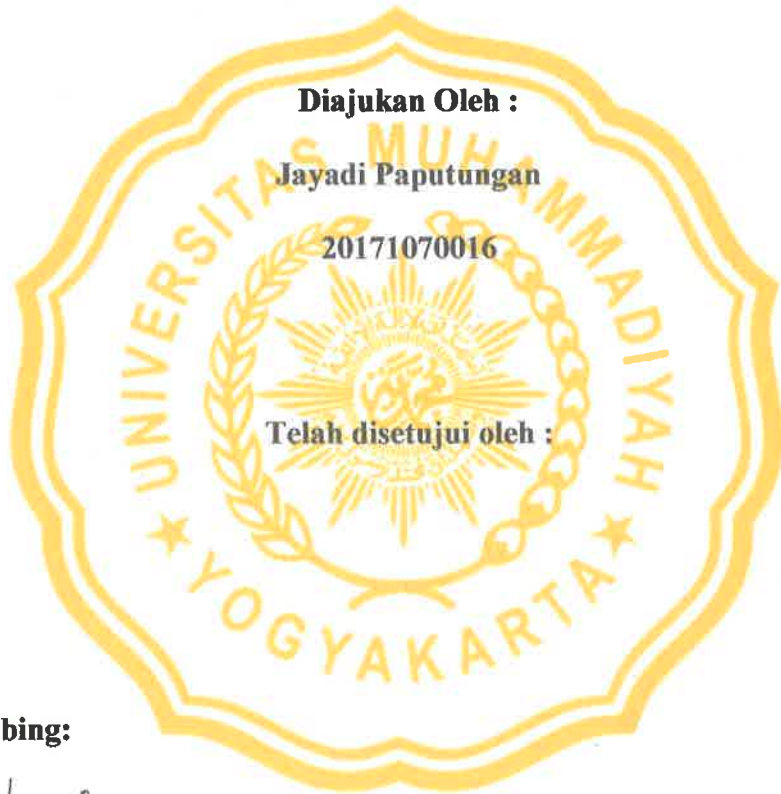 Diajukan Oleh :
UNIVERSITAS MUHAMMADIYAH
Jayadi Paputungan
20171070016
Telah disetujui oleh :
★ YOGYAKARTA ★
bing: